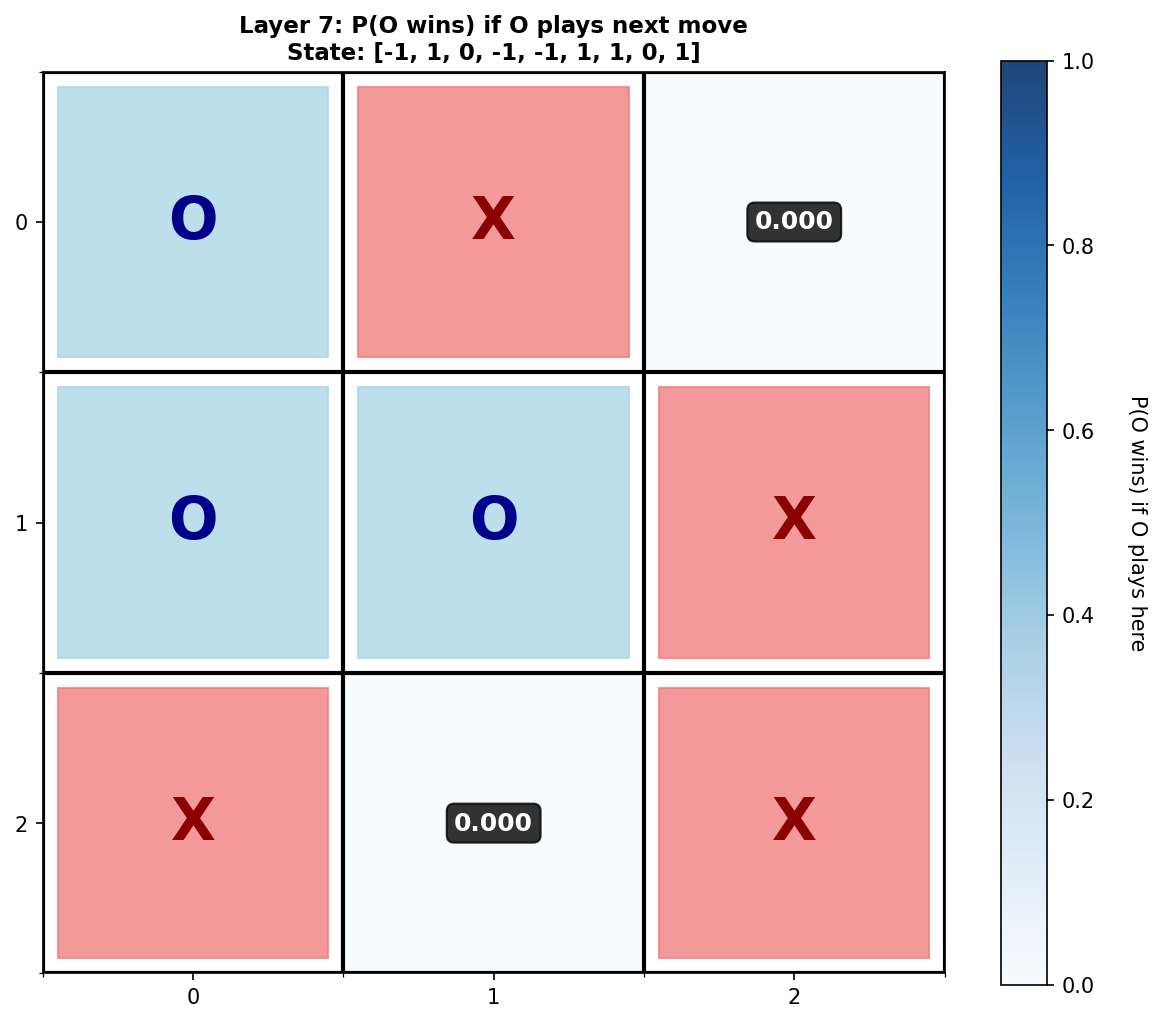 Layer 7: P(O wins) if O plays next move
State: [-1, 1, 0, -1, -1, 1, 1, 0, 1]
O
X
0.000
O
O
X
X
0.000
X
0
1
2
0
1
2
1.0
0.8
0.6
0.4
0.2
0.0
P(O wins) if O plays here